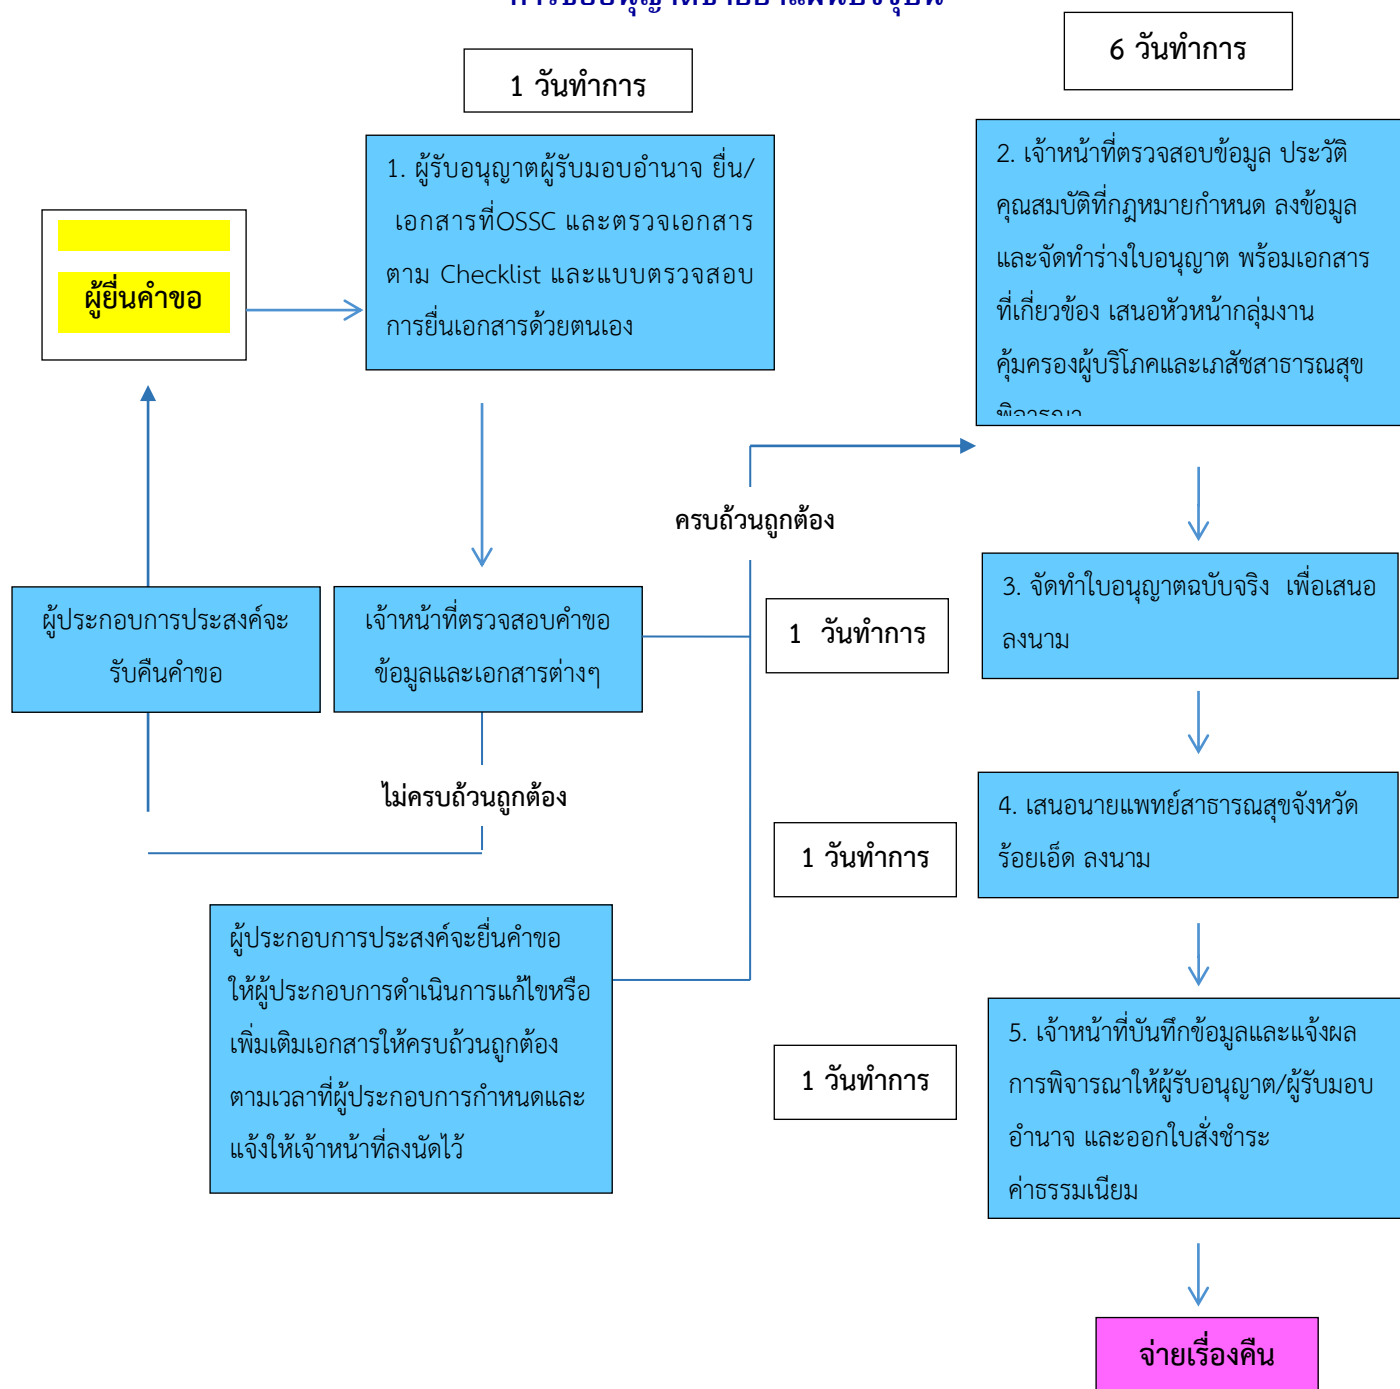 6 วันทำการ
1 วันทำการ
1. ผู้รับอนุญาตผู้รับมอบอำนาจ ยื่น/
เอกสารที่OSSC และตรวจเอกสาร
ตาม Checklist และแบบตรวจสอบ
การยื่นเอกสารด้วยตนเอง
2. เจ้าหน้าที่ตรวจสอบข้อมูล ประวัติ
คุณสมบัติที่กฎหมายกำหนด ลงข้อมูล
และจัดทำร่างใบอนุญาต พร้อมเอกสาร
ที่เกี่ยวข้อง เสนอหัวหน้ากลุ่มงาน
คุ้มครองผู้บริโภคและเภสัชสาธารณสุข
พิจารณา
ผู้ยื่นคำขอ
ครบถ้วนถูกต้อง
ผู้ประกอบการประสงค์จะ
รับคืนคำขอ
เจ้าหน้าที่ตรวจสอบคำขอ
ข้อมูลและเอกสารต่างๆ
1 วันทำการ
3. จัดทำใบอนุญาตฉบับจริง เพื่อเสนอ
ลงนาม
ไม่ครบถ้วนถูกต้อง
1 วันทำการ
4. เสนอนายแพทย์สาธารณสุขจังหวัด
ร้อยเอ็ด ลงนาม
ผู้ประกอบการประสงค์จะยื่นคำขอ
ให้ผู้ประกอบการดำเนินการแก้ไขหรือ
เพิ่มเติมเอกสารให้ครบถ้วนถูกต้อง
ตามเวลาที่ผู้ประกอบการกำหนดและ
แจ้งให้เจ้าหน้าที่ลงนัดไว้
1 วันทำการ
5. เจ้าหน้าที่บันทึกข้อมูลและแจ้งผล
การพิจารณาให้ผู้รับอนุญาต/ผู้รับมอบ
อำนาจ และออกใบสั่งชำระ
ค่าธรรมเนียม
จ่ายเรื่องคืน